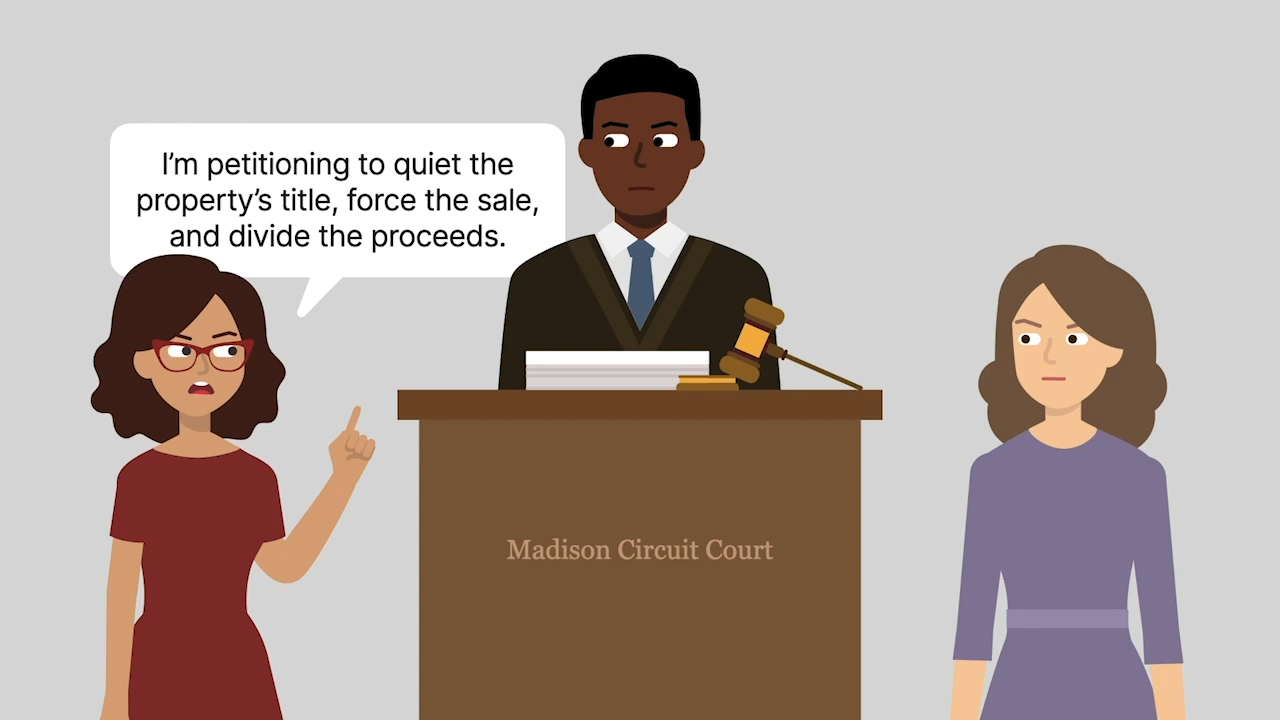 I’m petitioning to quiet the
property’s title, force the sale,
and divide the proceeds.
Madison Circuit Court